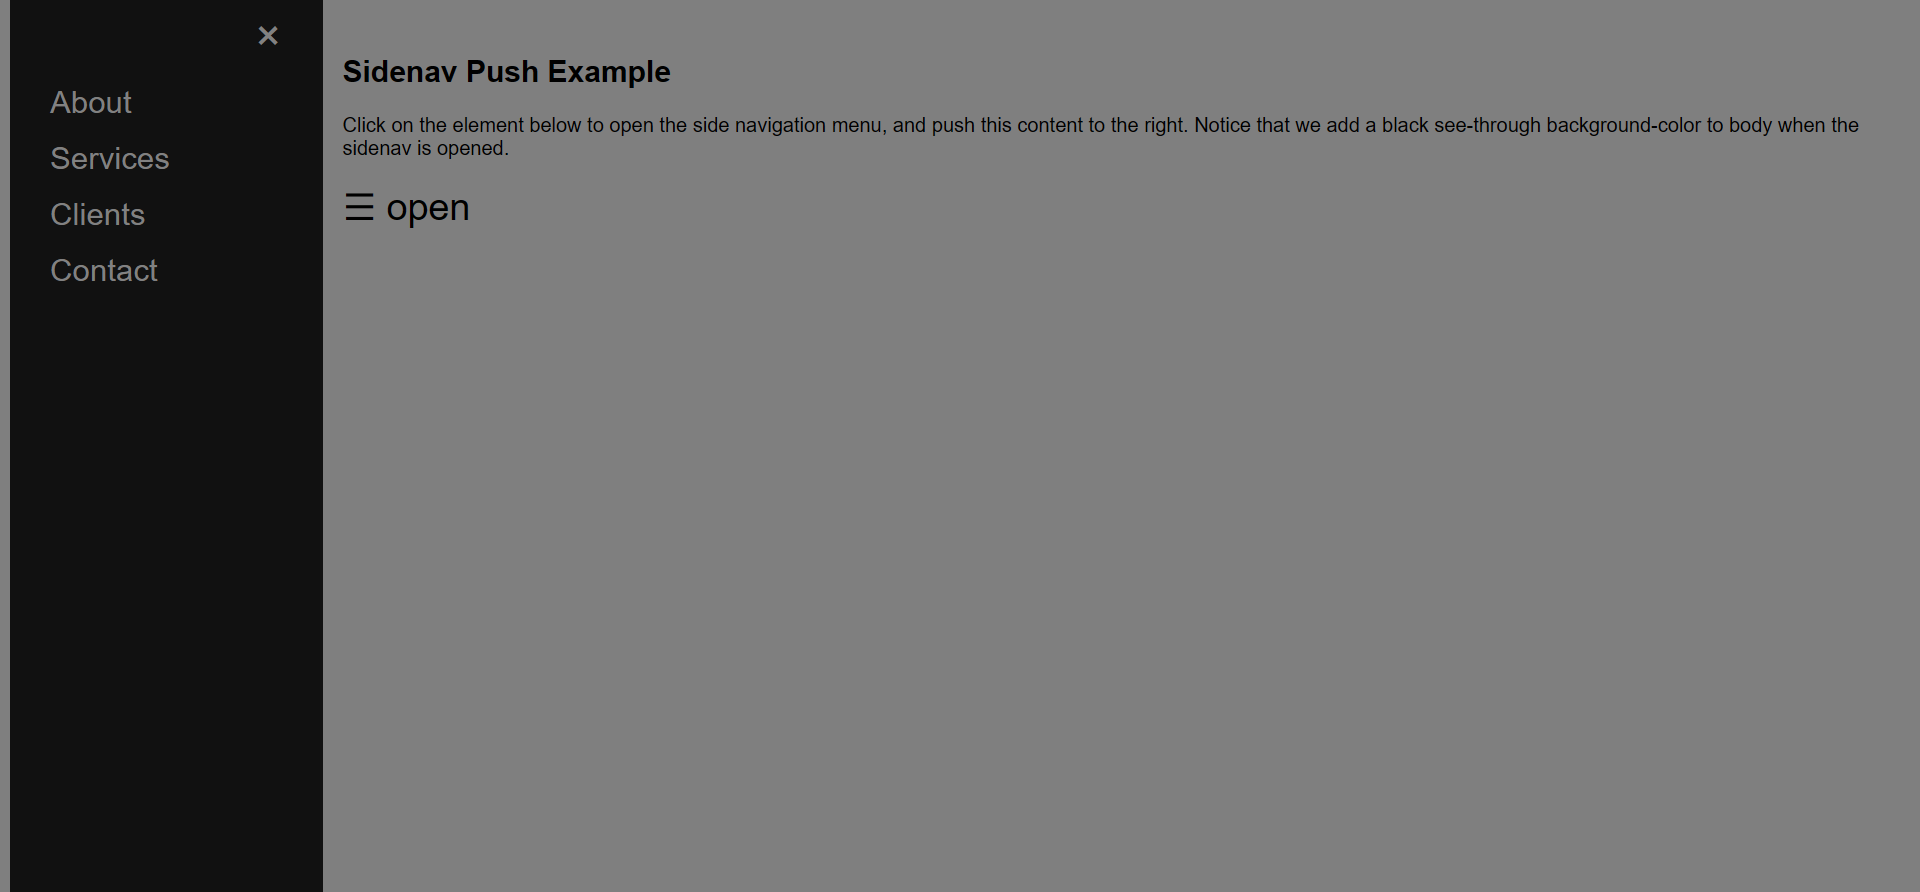 ×
About
Services
Clients
Contact
Sidenav Push Example
Click on the element below to open the side navigation menu, and push this content to the right. Notice that we add a black see-through background-color to body when the
sidenav is opened.
☰ open